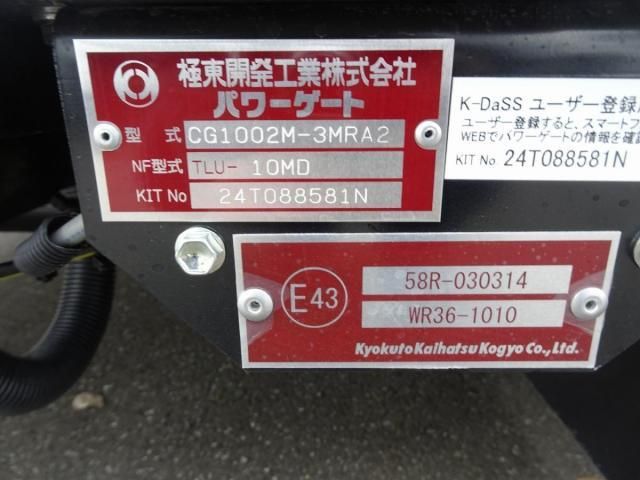 極東開発工業株式会社
パワーゲート
型 式 CG1002M-3MRA2
NF型式 TLU- 10MD
KIT No 24T088581N
K-DaSS ユーザー登録
ユーザー登録すると、スマートフ
WEBでパワーゲートの情報を確
KIT No 24T088581N
E43
58R-030314
WR36-1010
Kyokuto Kaihatsu Kogyo Co., Ltd.